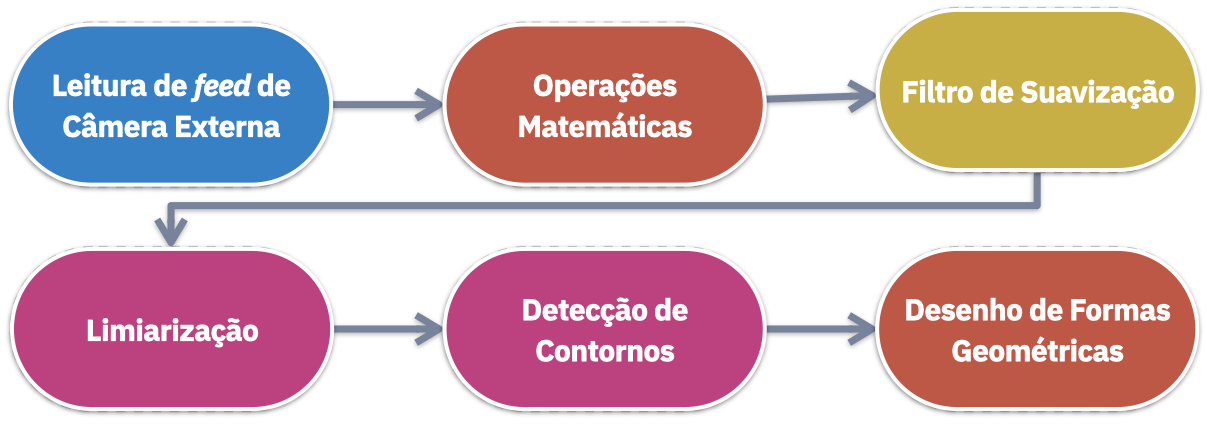 Leitura de feed de
Câmera Externa
Operações
Matemáticas
Filtro de Suavização
Limiarização
Detecção de
Contornos
Desenho de Formas
Geométricas